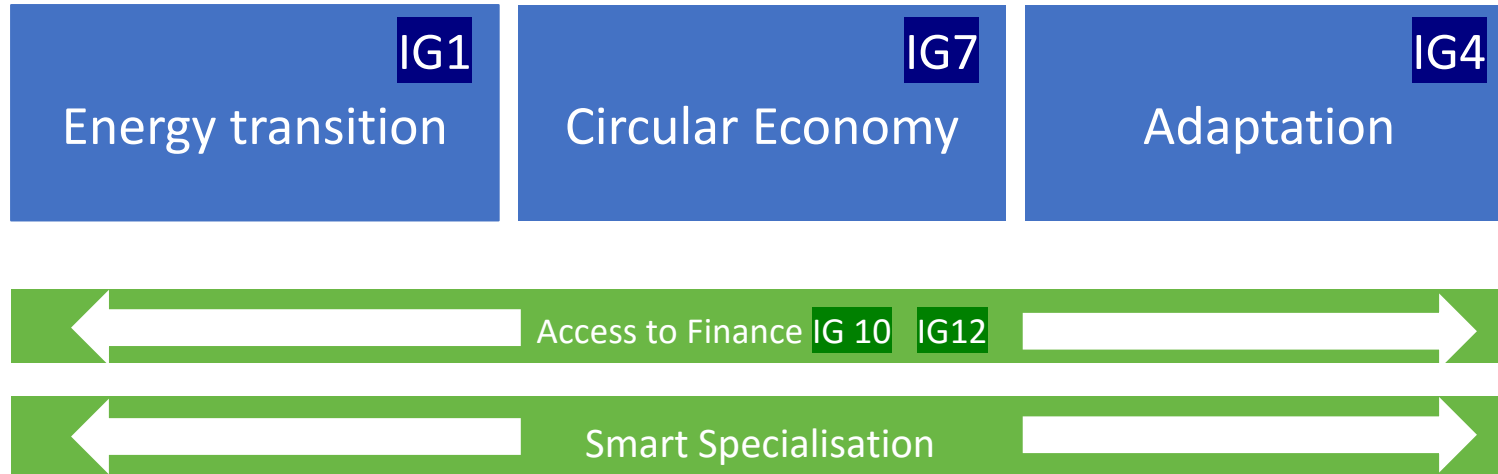 IG1
Energy transition
IG7
Circular Economy
IG4
Adaptation
Access to Finance IG 10 IG12
Smart Specialisation